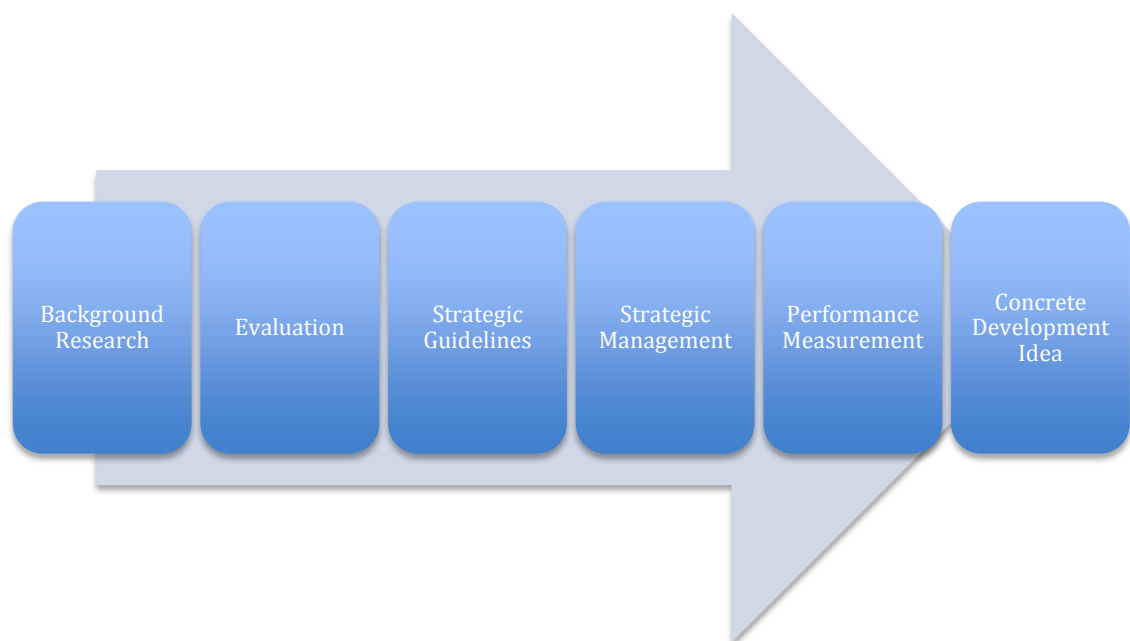 Background
Research
Evaluation
Strategic
Guidelines
Strategic
Management
Performance
Measurement
Concrete
Development
Idea